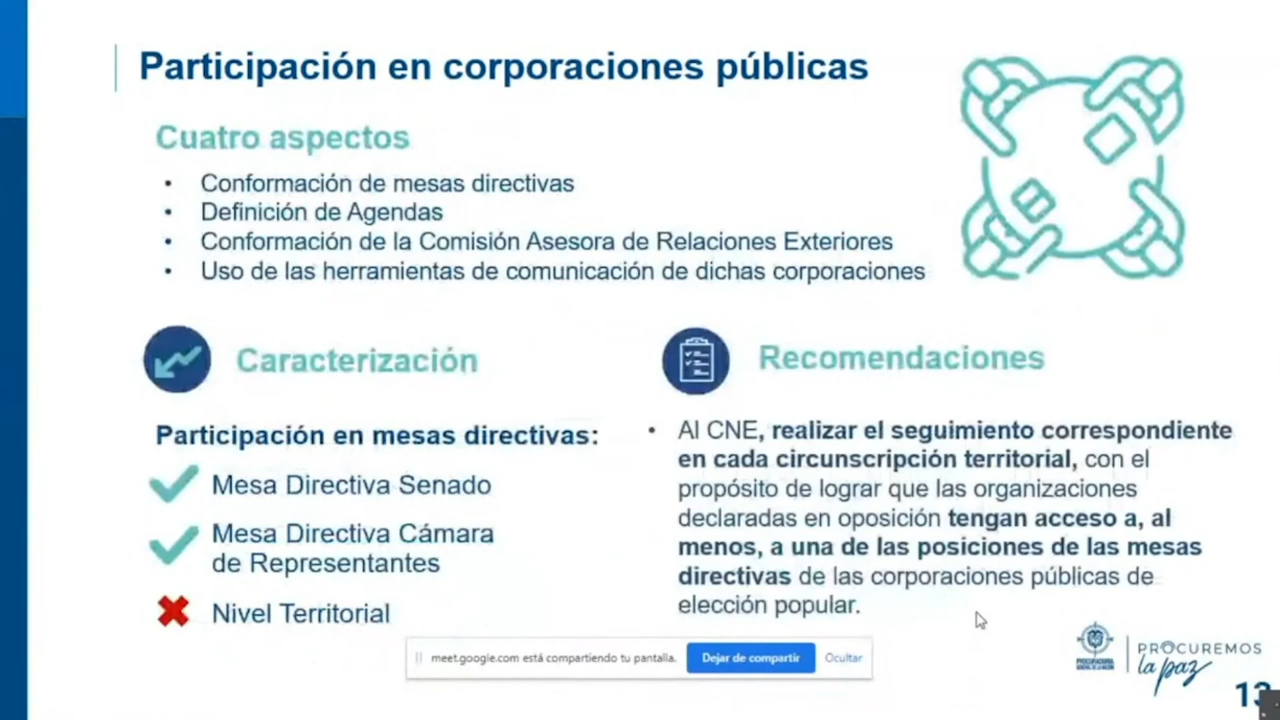 Participación en corporaciones públicas
Cuatro aspectos
• Conformación de mesas directivas
• Definición de Agendas
• Conformación de la Comisión Asesora de Relaciones Exteriores
• Uso de las herramientas de comunicación de dichas corporaciones
Caracterización
Participación en mesas directivas:
Mesa Directiva Senado
Mesa Directiva Cámara
de Representantes
Nivel Territorial
Recomendaciones
• Al CNE, realizar el seguimiento correspondiente
en cada circunscripción territorial, con el
propósito de lograr que las organizaciones
declaradas en oposición tengan acceso a, al
menos, a una de las posiciones de las mesas
directivas de las corporaciones públicas de
elección popular.
meet.google.com está compartiendo tu pantalla.
Dejar de compartir
Ocultar
PROCURADURIA
PROCUREMOS
la paz
13